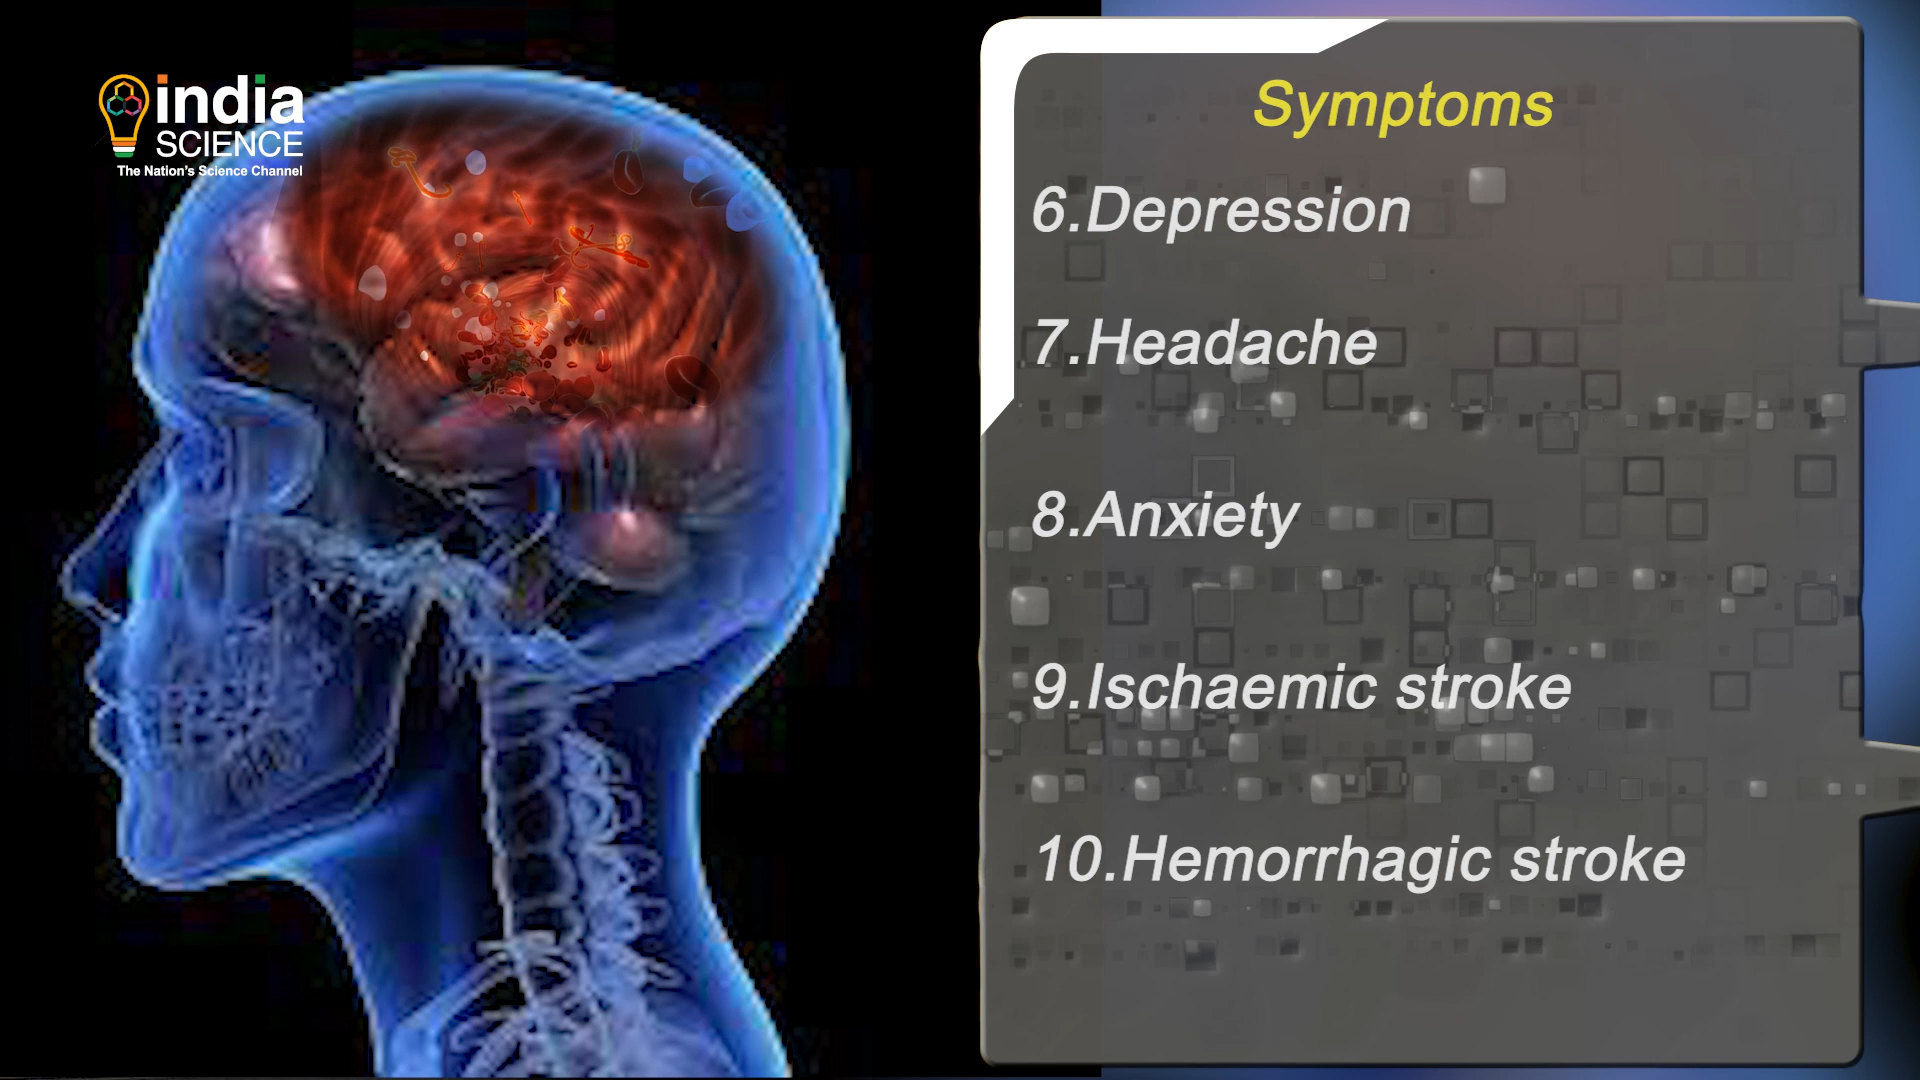 india
SCIENCE
The Nation's Science Channel
Symptoms
6.Depression
7.Headache
8.Anxiety
9.Ischaemic stroke
10.Hemorrhagic stroke